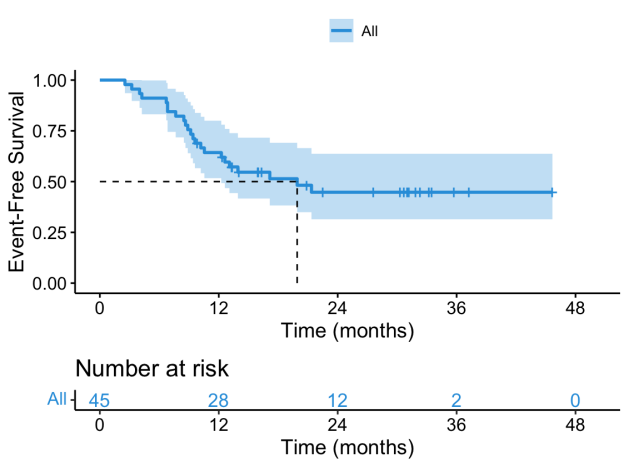 All
Event-Free Survival
1.00
0.75
0.50
0.25
0.00
0 12 24 36 48
Time (months)
Number at risk
All 45 28 12 2 0
0 12 24 36 48
Time (months)